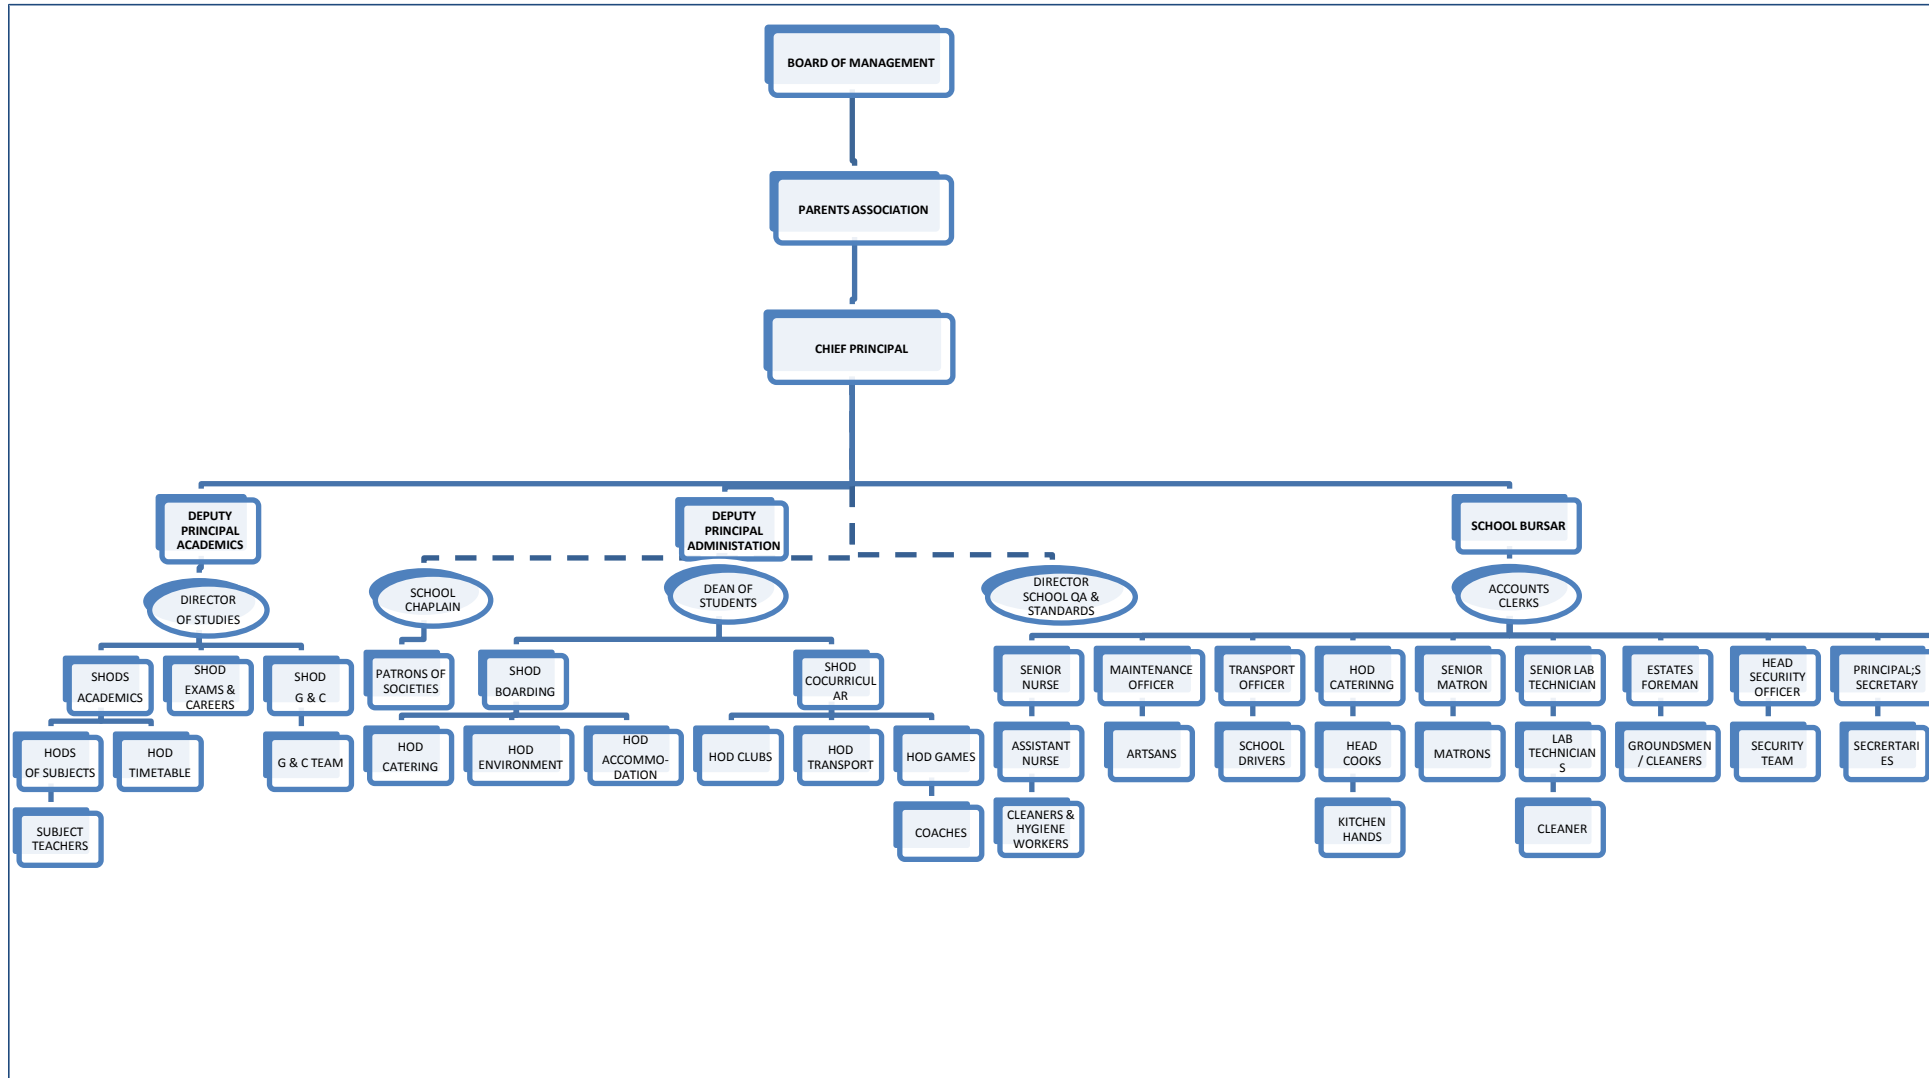 BOARD OF MANAGEMENT
PARENTS ASSOCIATION
CHIEF PRINCIPAL
DEPUTY
PRINCIPAL
ACADEMICS
DEPUTY
PRINCIPAL
ADMINISTATION
SCHOOL BURSAR
DIRECTOR
OF STUDIES
SCHOOL
CHAPLAIN
DEAN OF
STUDENTS
DIRECTOR
SCHOOL QA &
STANDARDS
ACCOUNTS
CLERKS
SHODS
ACADEMICS
SHOD
EXAMS &
CAREERS
SHOD
G & C
PATRONS OF
SOCIETIES
SHOD
BOARDING
SHOD
COCURRICUL
AR
SENIOR
NURSE
MAINTENANCE
OFFICER
TRANSPORT
OFFICER
HOD
CATERINNG
SENIOR
MATRON
SENIOR LAB
TECHNICIAN
ESTATES
FOREMAN
HEAD
SECURIITY
OFFICER
PRINCIPAL;S
SECRETARY
HODS
OF SUBJECTS
HOD
TIMETABLE
G & C TEAM
HOD
CATERING
HOD
ENVIRONMENT
HOD
ACCOMMO-
DATION
HOD CLUBS
HOD
TRANSPORT
HOD GAMES
ASSISTANT
NURSE
ARTSANS
SCHOOL
DRIVERS
HEAD
COOKS
MATRONS
LAB
TECHNICIAN
S
GROUNDSMEN
/ CLEANERS
SECURITY
TEAM
SECRERTARI
ES
SUBJECT
TEACHERS
COACHES
CLEANERS &
HYGIENE
WORKERS
KITCHEN
HANDS
CLEANER